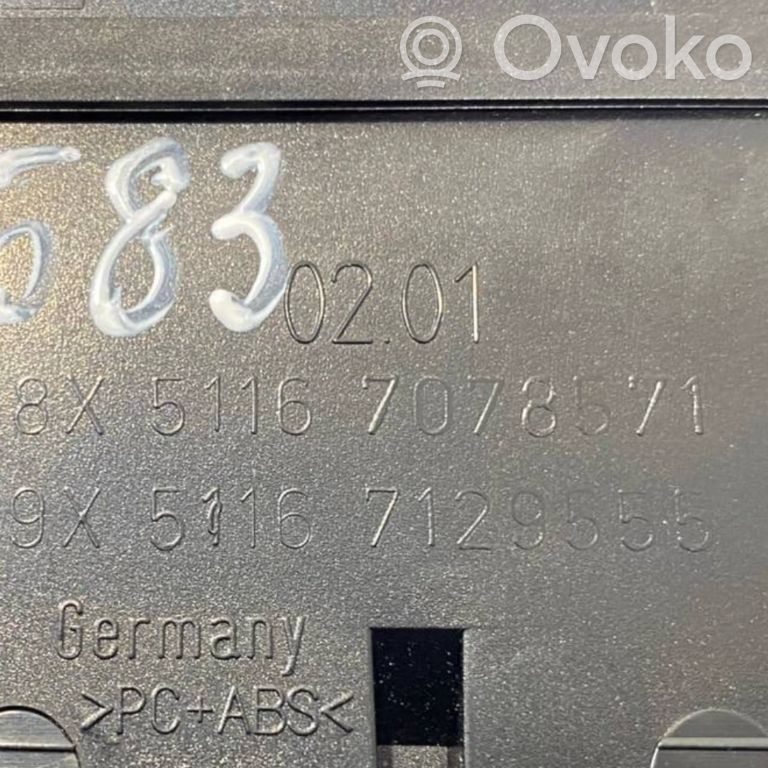 Ovoko
583
02.01
8X 5116 7078571
9X 5116 7129555
Germany
>PC+ABS<